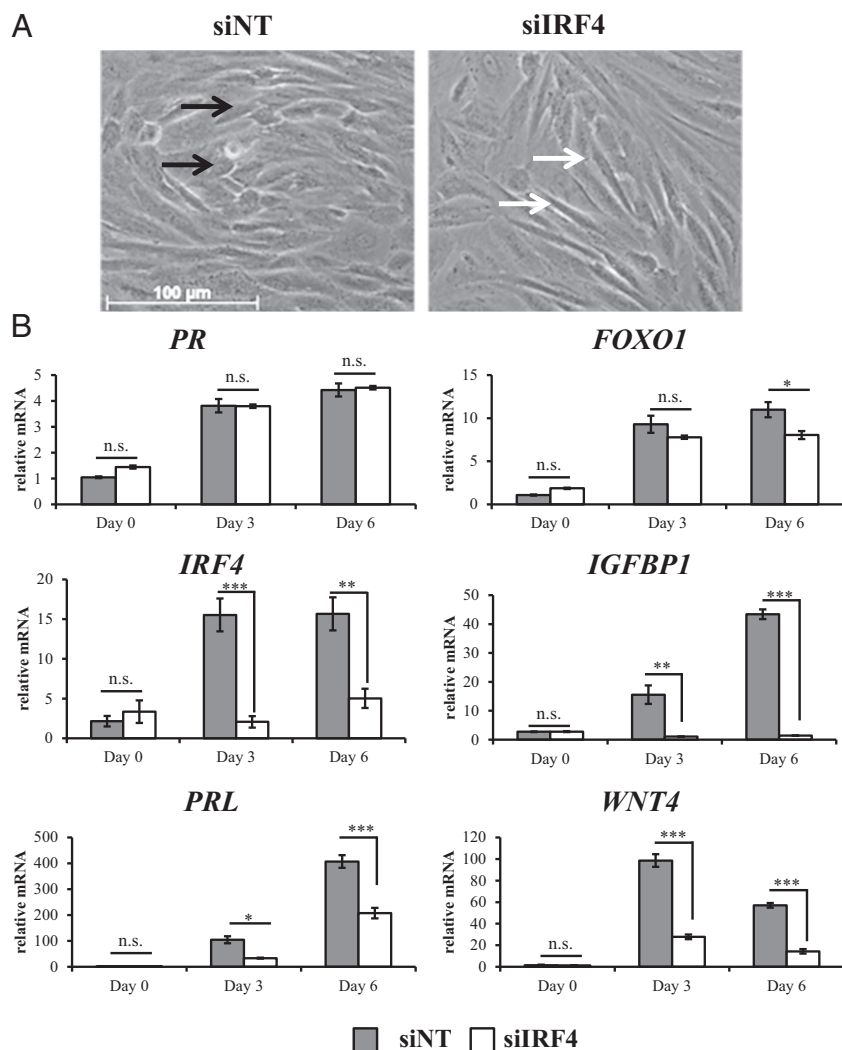 A
siNT
siIRF4
100 µm
B
PR
relative mRNA
5
4
3
2
1
0
n.s.
n.s.
n.s.
Day 0
Day 3
Day 6
FOXO1
relative mRNA
15
10
5
0
n.s.
n.s.
*
Day 0
Day 3
Day 6
IRF4
relative mRNA
20
15
10
5
0
n.s.
***
**
Day 0
Day 3
Day 6
IGFBP1
relative mRNA
50
40
30
20
10
0
n.s.
**
***
Day 0
Day 3
Day 6
PRL
relative mRNA
500
400
300
200
100
0
n.s.
*
***
Day 0
Day 3
Day 6
WNT4
relative mRNA
120
100
80
60
40
20
0
n.s.
***
***
Day 0
Day 3
Day 6
siNT
siIRF4